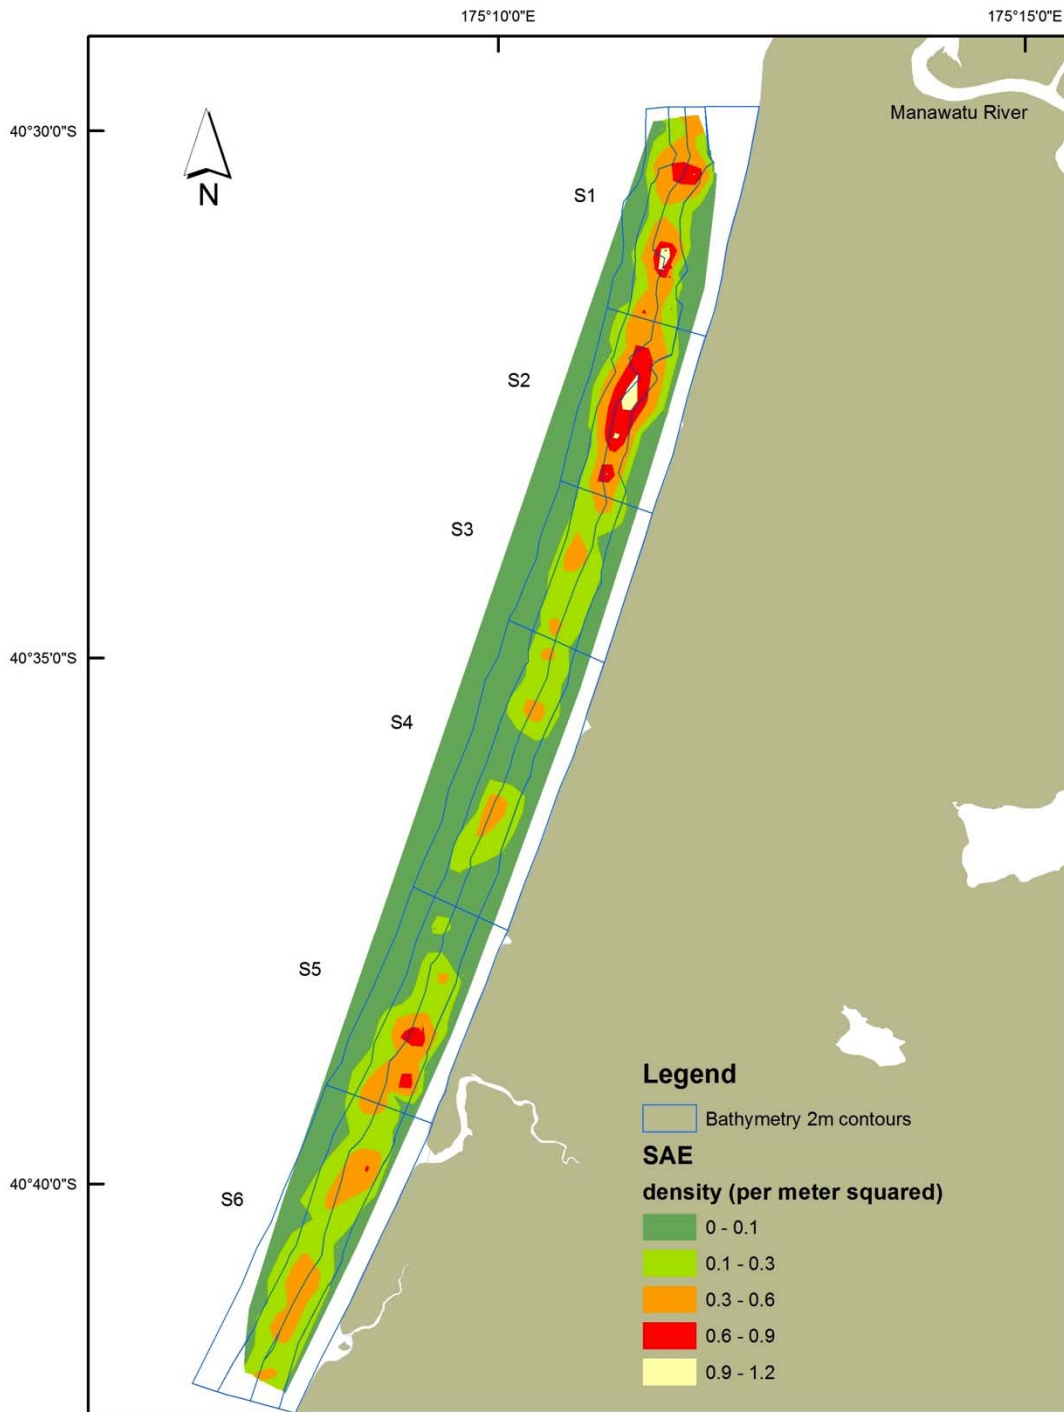 175°10'0"E
175°15'0"E
Manawatu River
40°30'0"S
N
S1
S2
S3
40°35'0"S
S4
S5
Legend
Bathymetry 2m contours
SAE
40°40'0"S
S6
density (per meter squared)
0 - 0.1
0.1 - 0.3
0.3 - 0.6
0.6 - 0.9
0.9 - 1.2